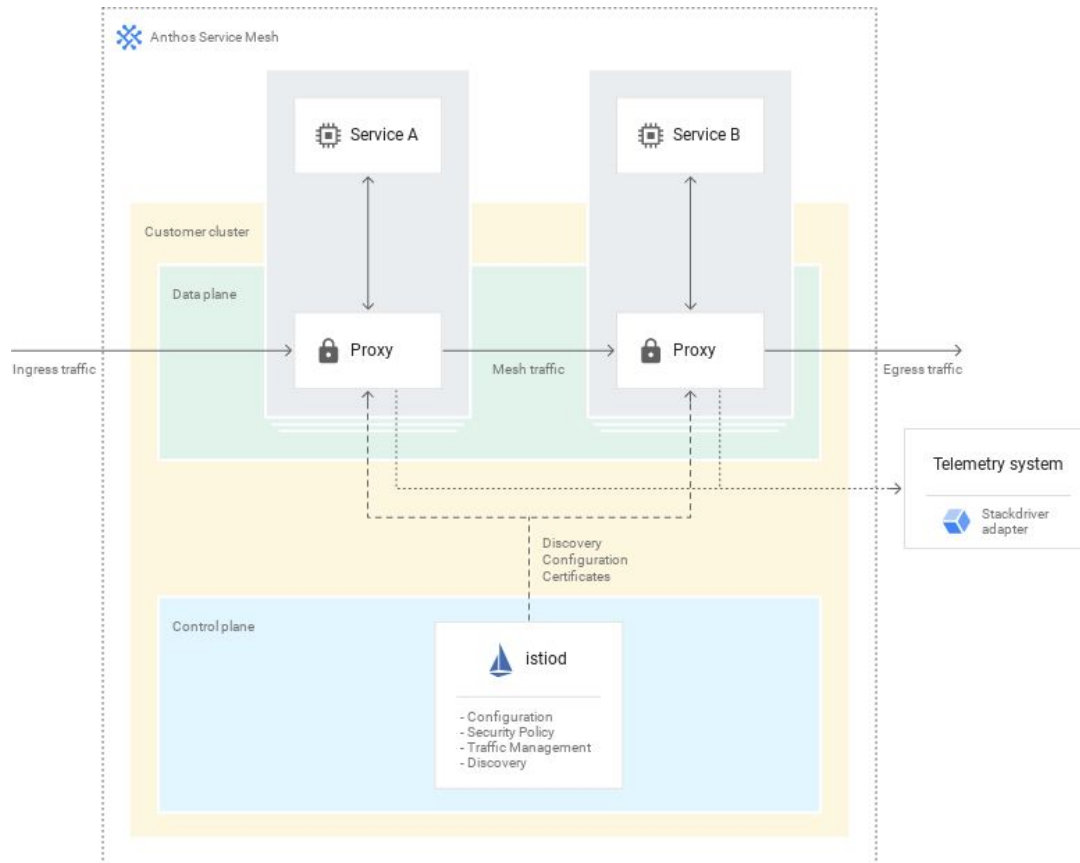 Anthos Service Mesh
Service A
Service B
Customer cluster
Data plane
Proxy
Proxy
Ingress traffic
Mesh traffic
Egress traffic
Telemetry system
Stackdriver
adapter
Discovery
Configuration
Certificates
Control plane
istiod
- Configuration
- Security Policy
- Traffic Management
- Discovery